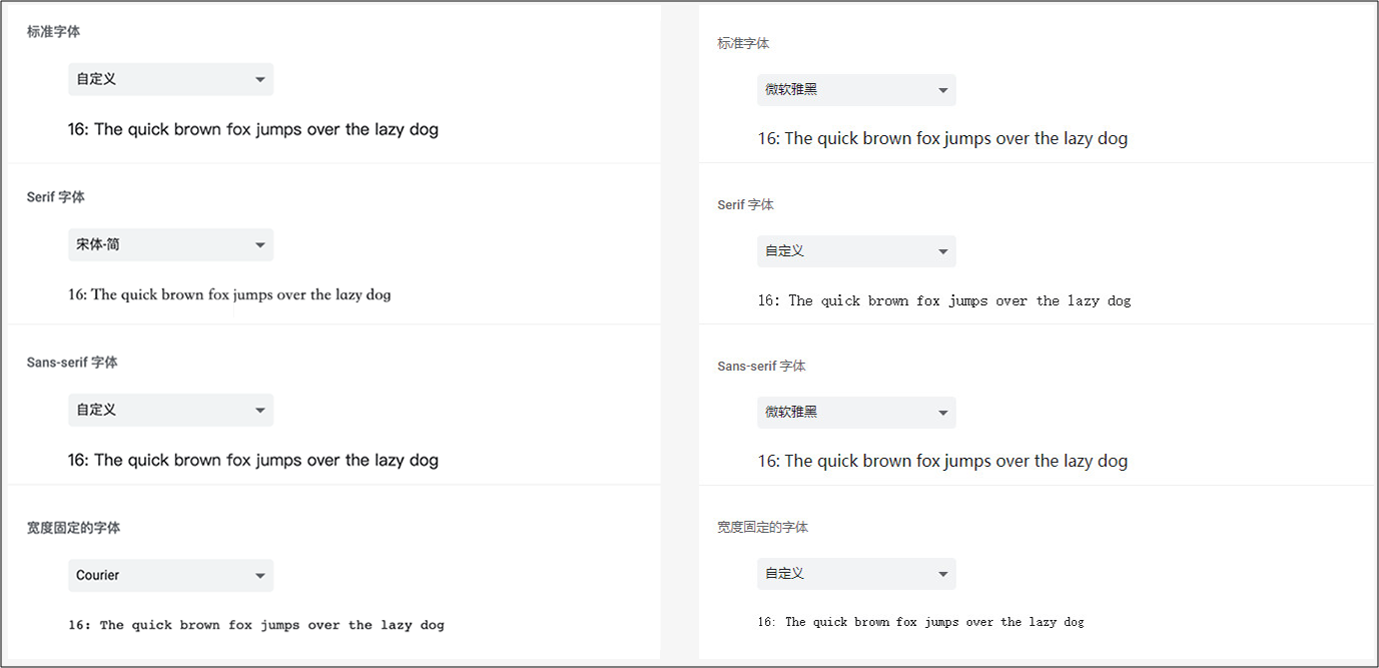 标准字体
自定义
16: The quick brown fox jumps over the lazy dog
Serif 字体
宋体-简
16: The quick brown fox jumps over the lazy dog
Sans-serif 字体
自定义
16: The quick brown fox jumps over the lazy dog
宽度固定的字体
Courier
16: The quick brown fox jumps over the lazy dog
标准字体
微软雅黑
16: The quick brown fox jumps over the lazy dog
Serif 字体
自定义
16: The quick brown fox jumps over the lazy dog
Sans-serif 字体
微软雅黑
16: The quick brown fox jumps over the lazy dog
宽度固定的字体
自定义
16: The quick brown fox jumps over the lazy dog